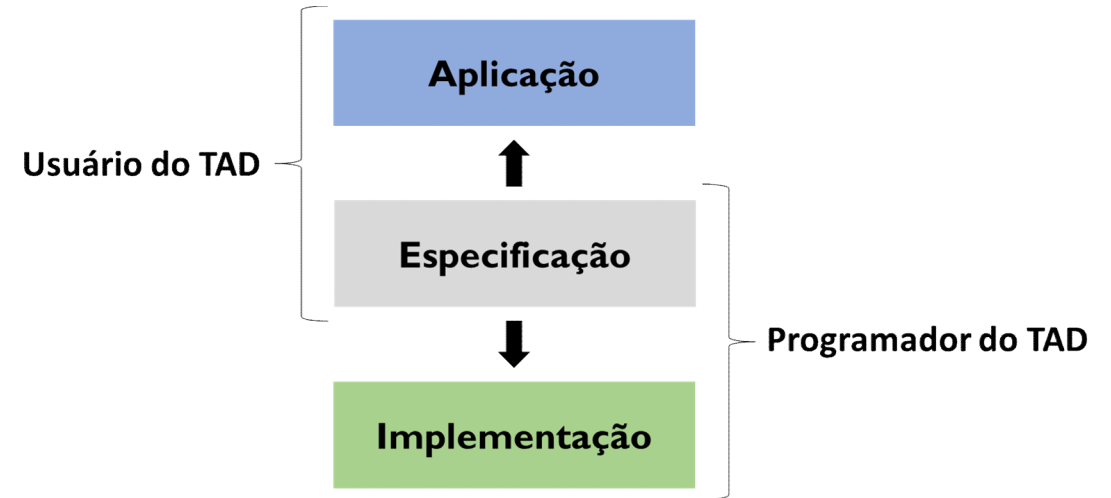 Aplicação
Usuário do TAD
Especificação
Programador do TAD
Implementação